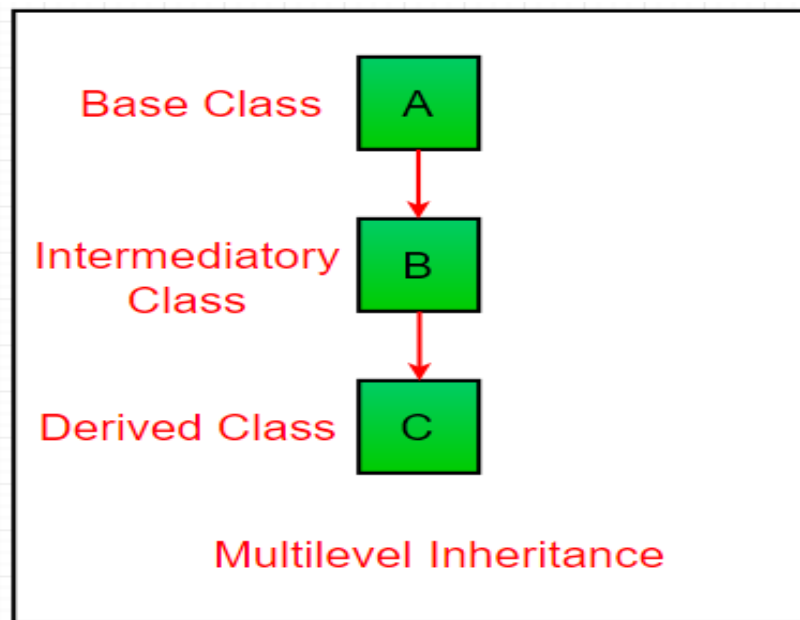 Base Class
A
Intermediatory
Class
B
Derived Class
C
Multilevel Inheritance